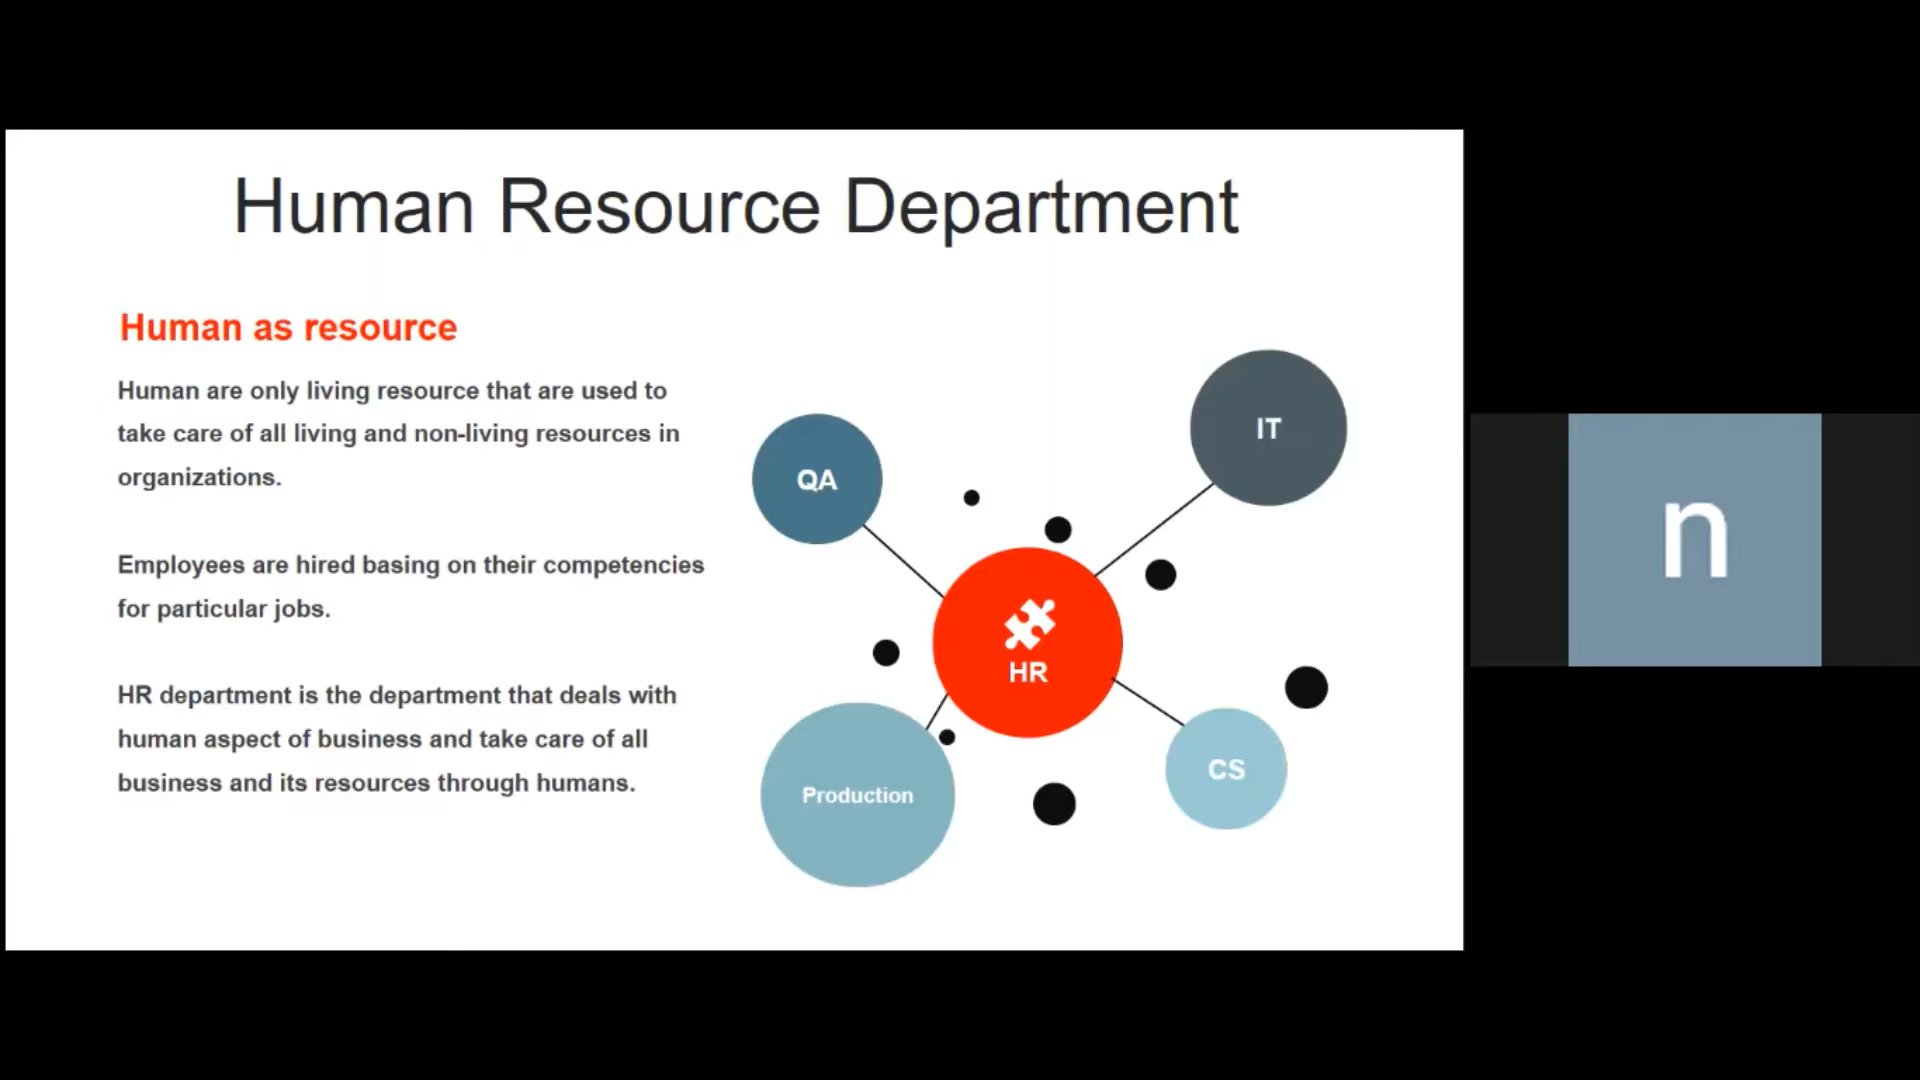 Human Resource Department
Human as resource
Human are only living resource that are used to
take care of all living and non-living resources in
organizations.
Employees are hired basing on their competencies
for particular jobs.
HR department is the department that deals with
human aspect of business and take care of all
business and its resources through humans.
QA
IT
HR
Production
CS
n